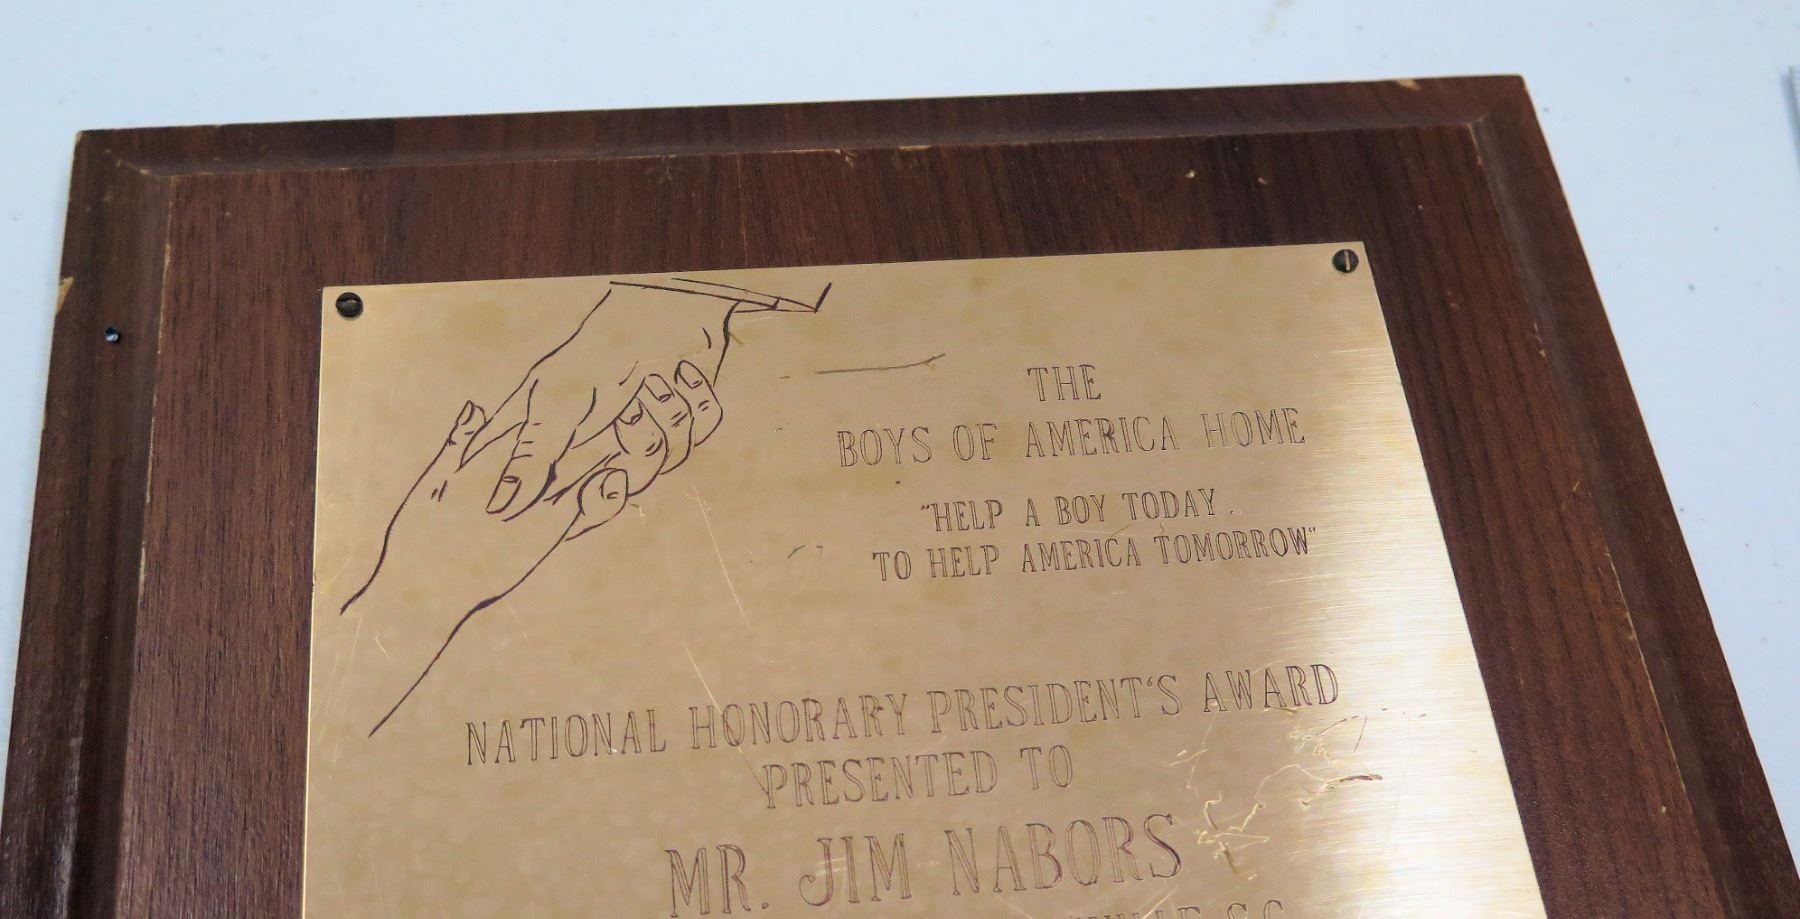 THE
BOYS OF AMERICA HOME
"HELP A BOY TODAY...
TO HELP AMERICA TOMORROW"
NATIONAL HONORARY PRESIDENT'S AWARD
PRESENTED TO
MR. JIM NABORS
S.C.